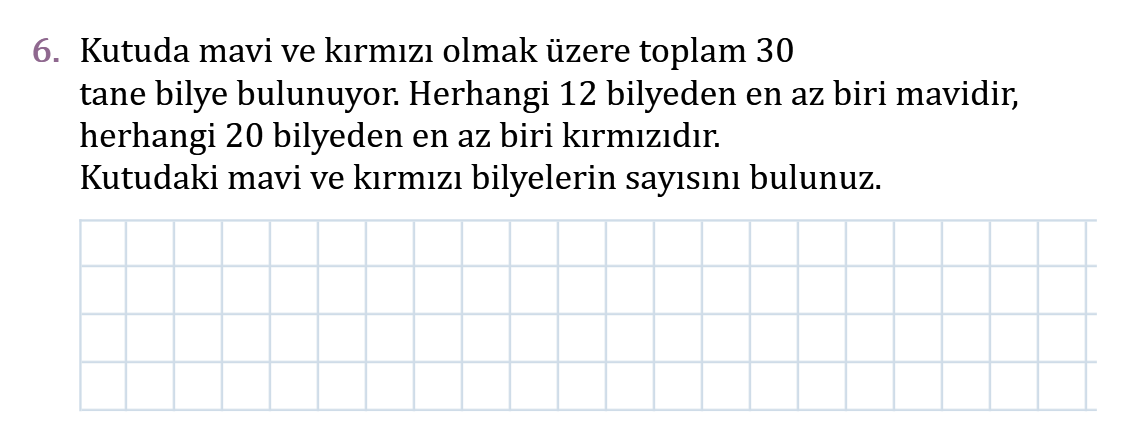 6. Kutuda mavi ve kırmızı olmak üzere toplam 30
tane bilye bulunuyor. Herhangi 12 bilyeden en az biri mavidir,
herhangi 20 bilyeden en az biri kırmızıdır.
Kutudaki mavi ve kırmızı bilyelerin sayısını bulunuz.